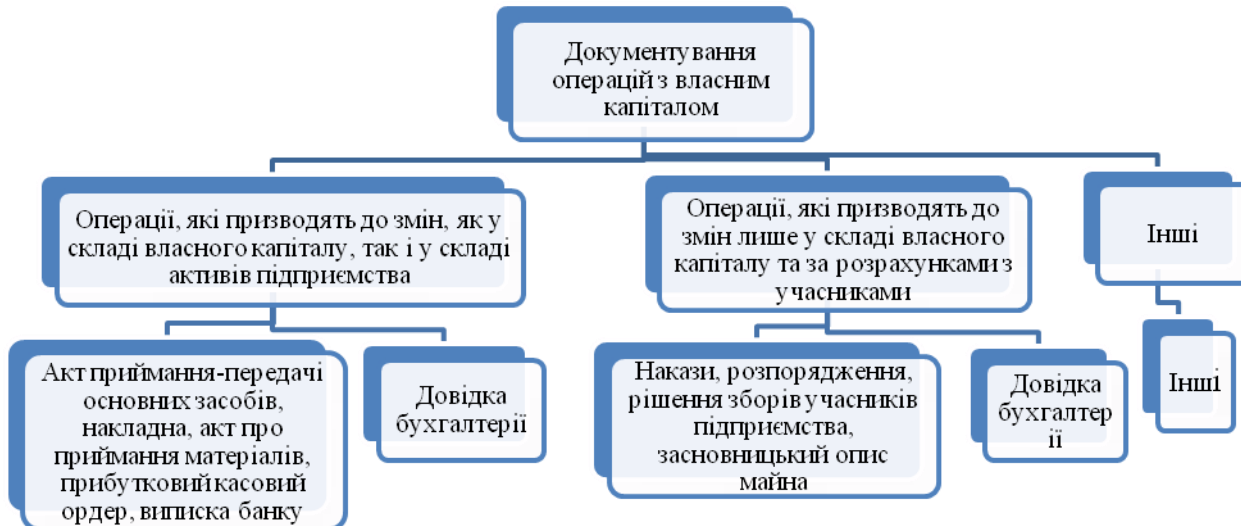 Документування
операцій з власним
капіталом
Операції, які призводять до змін, як у
складі власного капіталу, так і у складі
активів підприємства
Операції, які призводять до
змін лише у складі власного
капіталу та за розрахунками з
учасниками
Інші
Акт приймання-передачі
основних засобів,
накладна, акт про
приймання матеріалів,
прибутковий касовий
ордер, виписка банку
Довідка
бухгалтерії
Накази, розпорядження,
рішення зборів учасників
підприємства,
засновницький опис
майна
Довідка
бухгалтер
ії
Інші